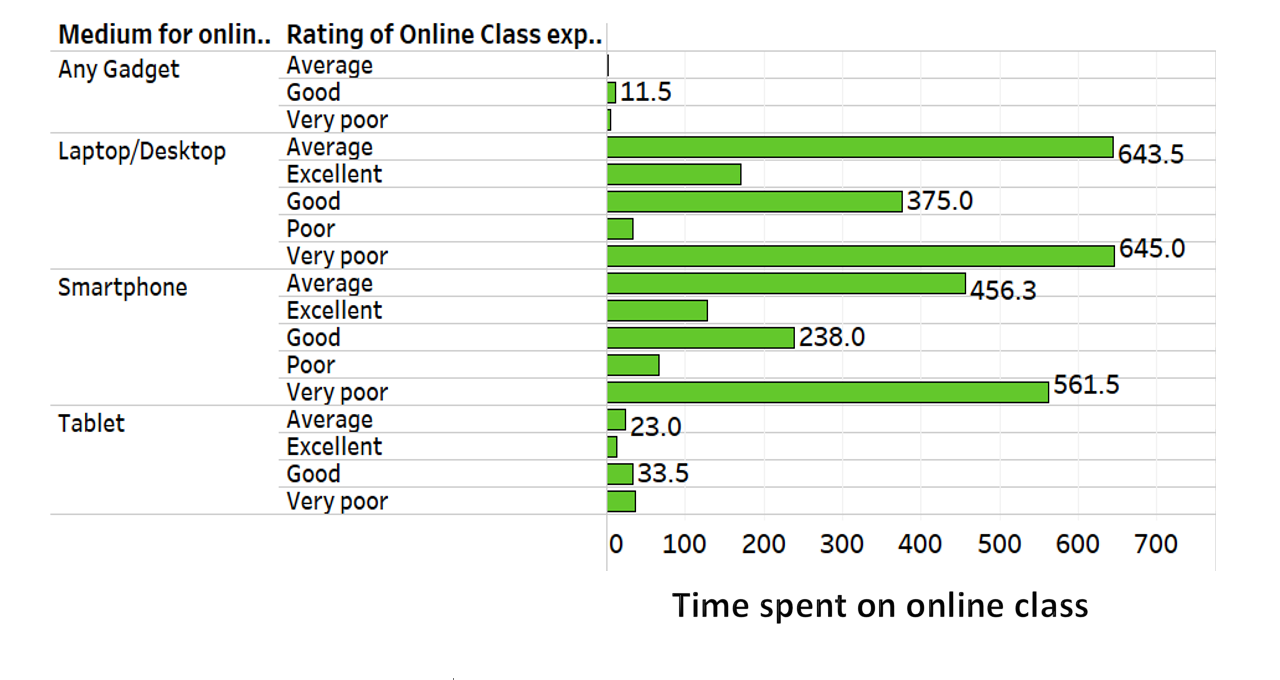 Medium for onlin.. Rating of Online Class exp..
Any Gadget Average
Good 11.5
Very poor
Laptop/Desktop Average 643.5
Excellent
Good 375.0
Poor
Very poor 645.0
Smartphone Average 456.3
Excellent
Good 238.0
Poor
Very poor 561.5
Tablet Average 23.0
Excellent
Good 33.5
Very poor
0 100 200 300 400 500 600 700
Time spent on online class